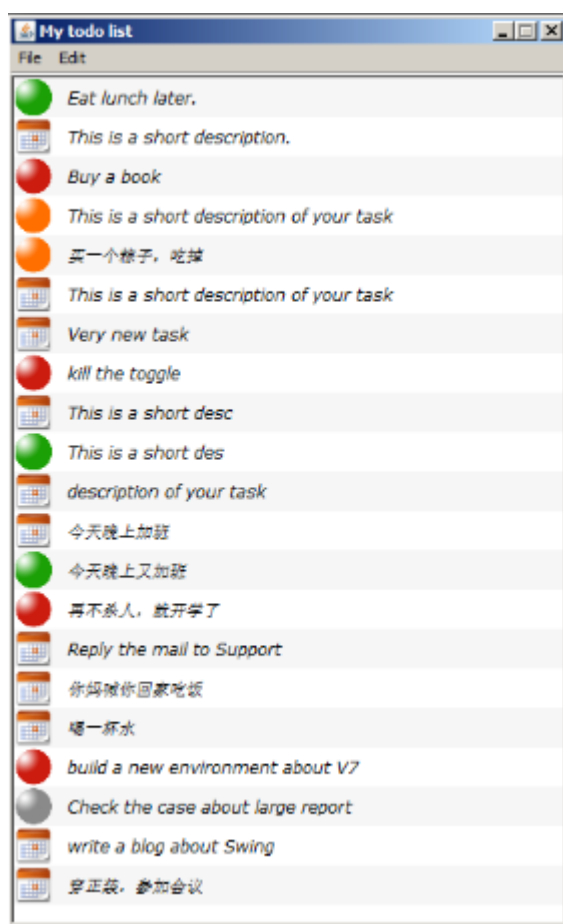 My todo list
File Edit
Eat lunch later.
This is a short description.
Buy a book
This is a short description of your task
买一个粽子，吃掉
This is a short description of your task
Very new task
kill the toggle
This is a short desc
This is a short des
description of your task
今天晚上加班
今天晚上又加班
再不杀人，就开学了
Reply the mail to Support
你妈喊你回家吃饭
喝一杯水
build a new environment about V7
Check the case about large report
write a blog about Swing
穿正装，参加会议